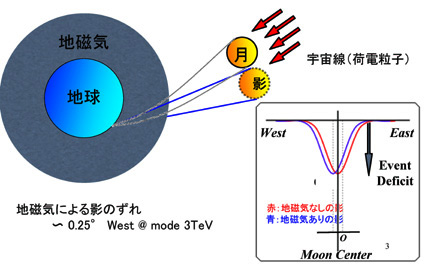 地磁気
地球
月
影
宇宙線（荷電粒子）
West
East
Event
Deficit
赤：地磁気なしの影
青：地磁気ありの影
O
Moon Center
3
地磁気による影のずれ
～ 0.25° West @ mode 3TeV